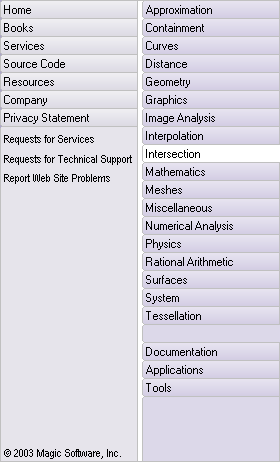 Home
Books
Services
Source Code
Resources
Company
Privacy Statement
Requests for Services
Requests for Technical Support
Report Web Site Problems
© 2003 Magic Software, Inc.
Approximation
Containment
Curves
Distance
Geometry
Graphics
Image Analysis
Interpolation
Intersection
Mathematics
Meshes
Miscellaneous
Numerical Analysis
Physics
Rational Arithmetic
Surfaces
System
Tessellation
Documentation
Applications
Tools